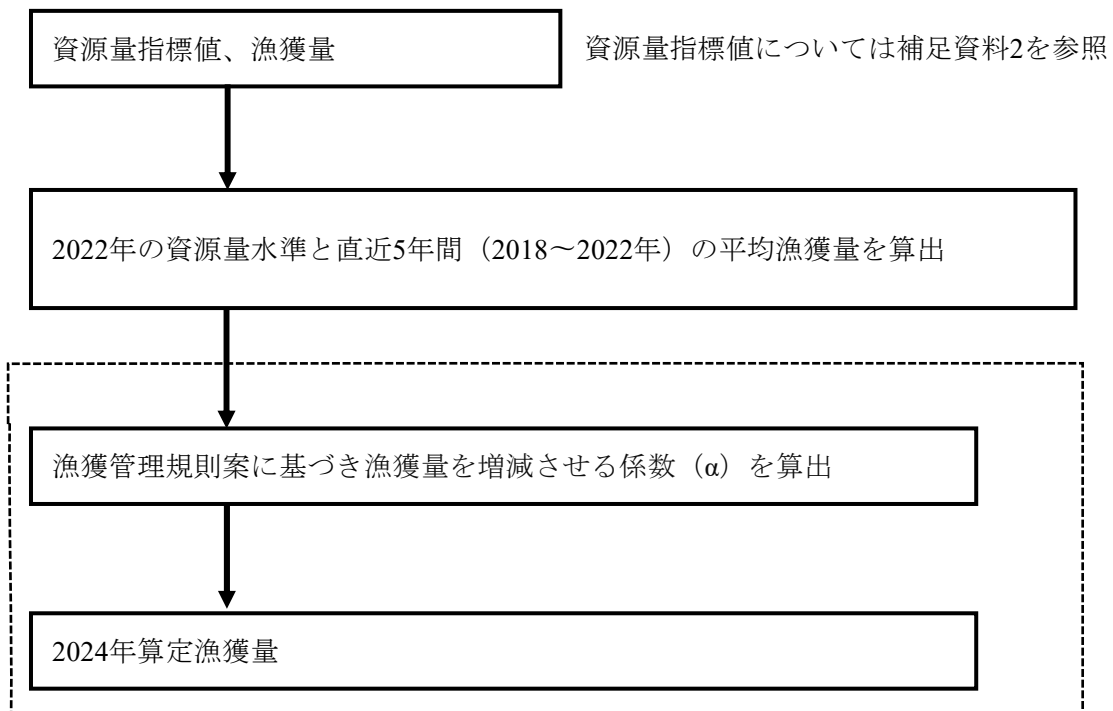 資源量指標値、漁獲量
資源量指標値については補足資料2を参照
2022年の資源量水準と直近5年間（2018～2022年）の平均漁獲量を算出
漁獲管理規則案に基づき漁獲量を増減させる係数（α）を算出
2024年算定漁獲量